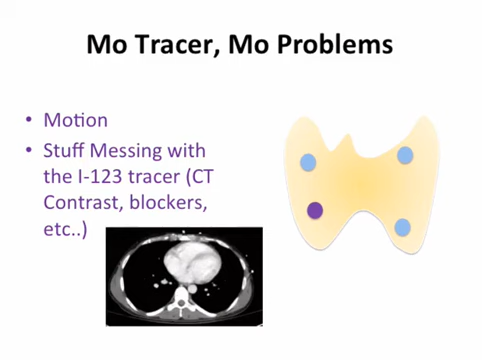 Mo Tracer, Mo Problems
• Motion
• Stuff Messing with
the I-123 tracer (CT
Contrast, blockers,
etc..)